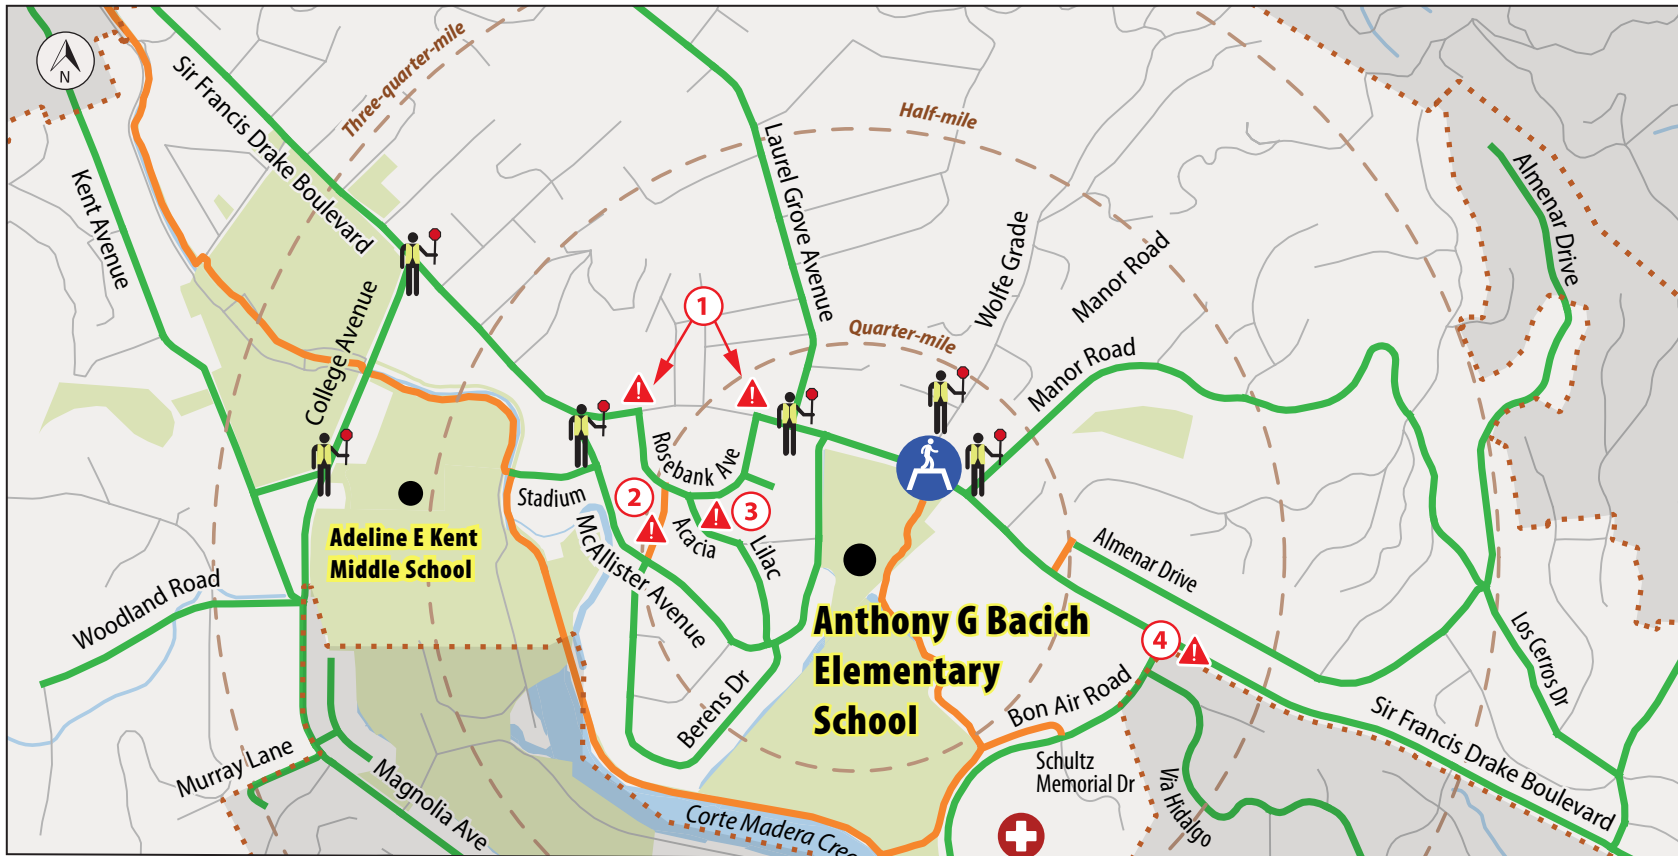 N
Sir Francis Drake Boulevard
Three-quarter-mile
Half-mile
Quarter-mile
Kent Avenue
College Avenue
Laurel Grove Avenue
Wolfe Grade
Manor Road
Manor Road
Almenar Drive
1
Rosebank Ave
Stadium
2
3
Acacia
Lilac
McAllister Avenue
Adeline E Kent
Middle School
Woodland Road
Almenar Drive
Anthony G Bacich
Elementary
School
4
Los Cerros Dr
Berens Dr
Bon Air Road
Sir Francis Drake Boulevard
Schultz
Memorial Dr
Via Hidalgo
Murray Lane
Magnolia Ave
Corte Madera Cree